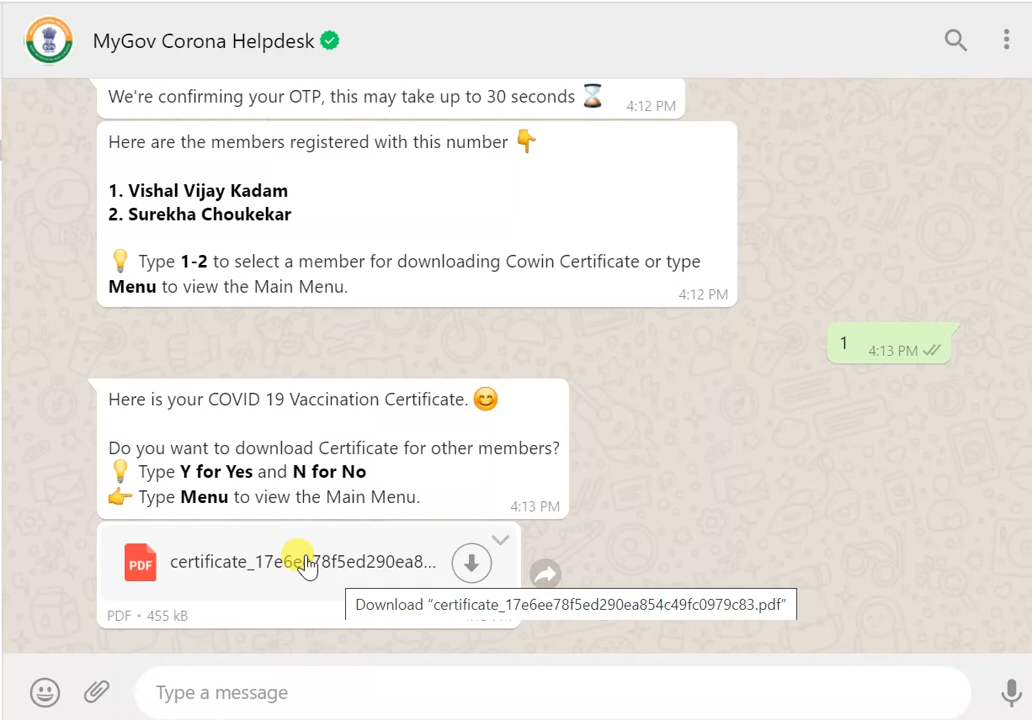 MyGov Corona Helpdesk
We're confirming your OTP, this may take up to 30 seconds ⏳
4:12 PM
Here are the members registered with this number 👇
1. Vishal Vijay Kadam
2. Surekha Choukekar
💡 Type 1-2 to select a member for downloading Cowin Certificate or type
Menu to view the Main Menu.
4:12 PM
1
4:13 PM
Here is your COVID 19 Vaccination Certificate. 😊
Do you want to download Certificate for other members?
💡 Type Y for Yes and N for No
👉 Type Menu to view the Main Menu.
4:13 PM
PDF
certificate_17e6ee78f5ed290ea8...
Download “certificate_17e6ee78f5ed290ea854c49fc0979c83.pdf”
PDF • 455 kB
Type a message